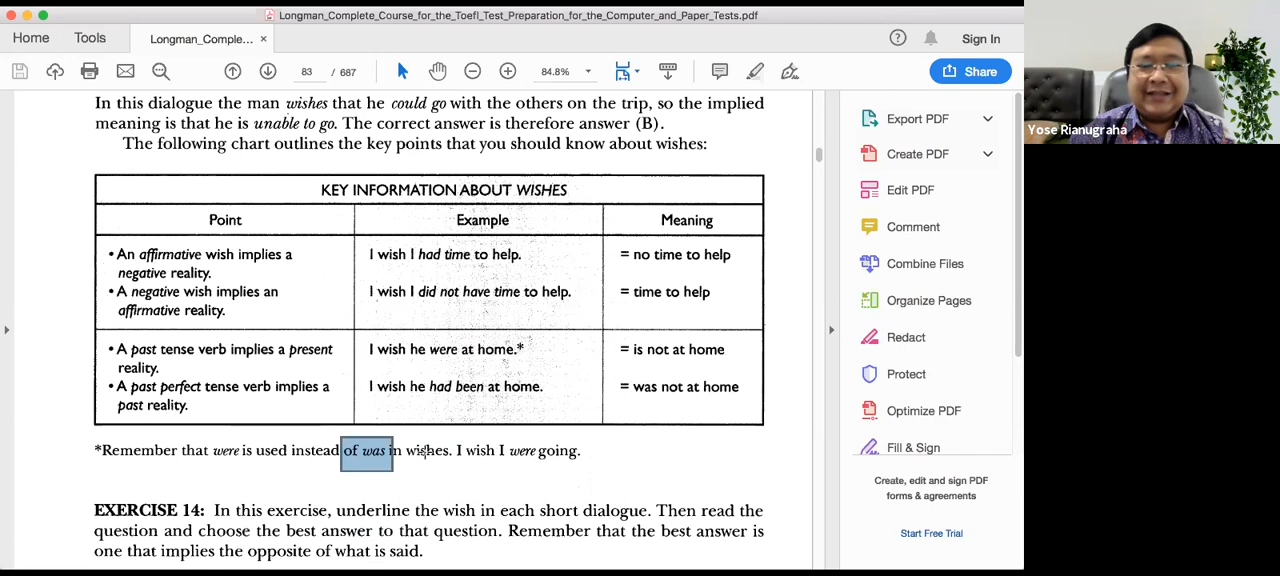 Longman_Complete_Course_for_the_Toefl_Test_Preparation_for_the_Computer_and_Paper_Tests.pdf
Home
Tools
Longman_Comple... ×
Sign In
83 / 687
84.8%
Share
In this dialogue the man wishes that he could go with the others on the trip, so the implied
meaning is that he is unable to go. The correct answer is therefore answer (B).
The following chart outlines the key points that you should know about wishes:
KEY INFORMATION ABOUT WISHES
Point
Example
Meaning
• An affirmative wish implies a
negative reality.
I wish I had time to help.
= no time to help
• A negative wish implies an
affirmative reality.
I wish I did not have time to help.
= time to help
• A past tense verb implies a present
reality.
I wish he were at home.*
= is not at home
• A past perfect tense verb implies a
past reality.
I wish he had been at home.
= was not at home
*Remember that were is used instead of was in wishes. I wish I were going.
EXERCISE 14: In this exercise, underline the wish in each short dialogue. Then read the
question and choose the best answer to that question. Remember that the best answer is
one that implies the opposite of what is said.
Export PDF
Create PDF
Edit PDF
Comment
Combine Files
Organize Pages
Redact
Protect
Optimize PDF
Fill & Sign
Create, edit and sign PDF
forms & agreements
Start Free Trial
Yose Rianugraha